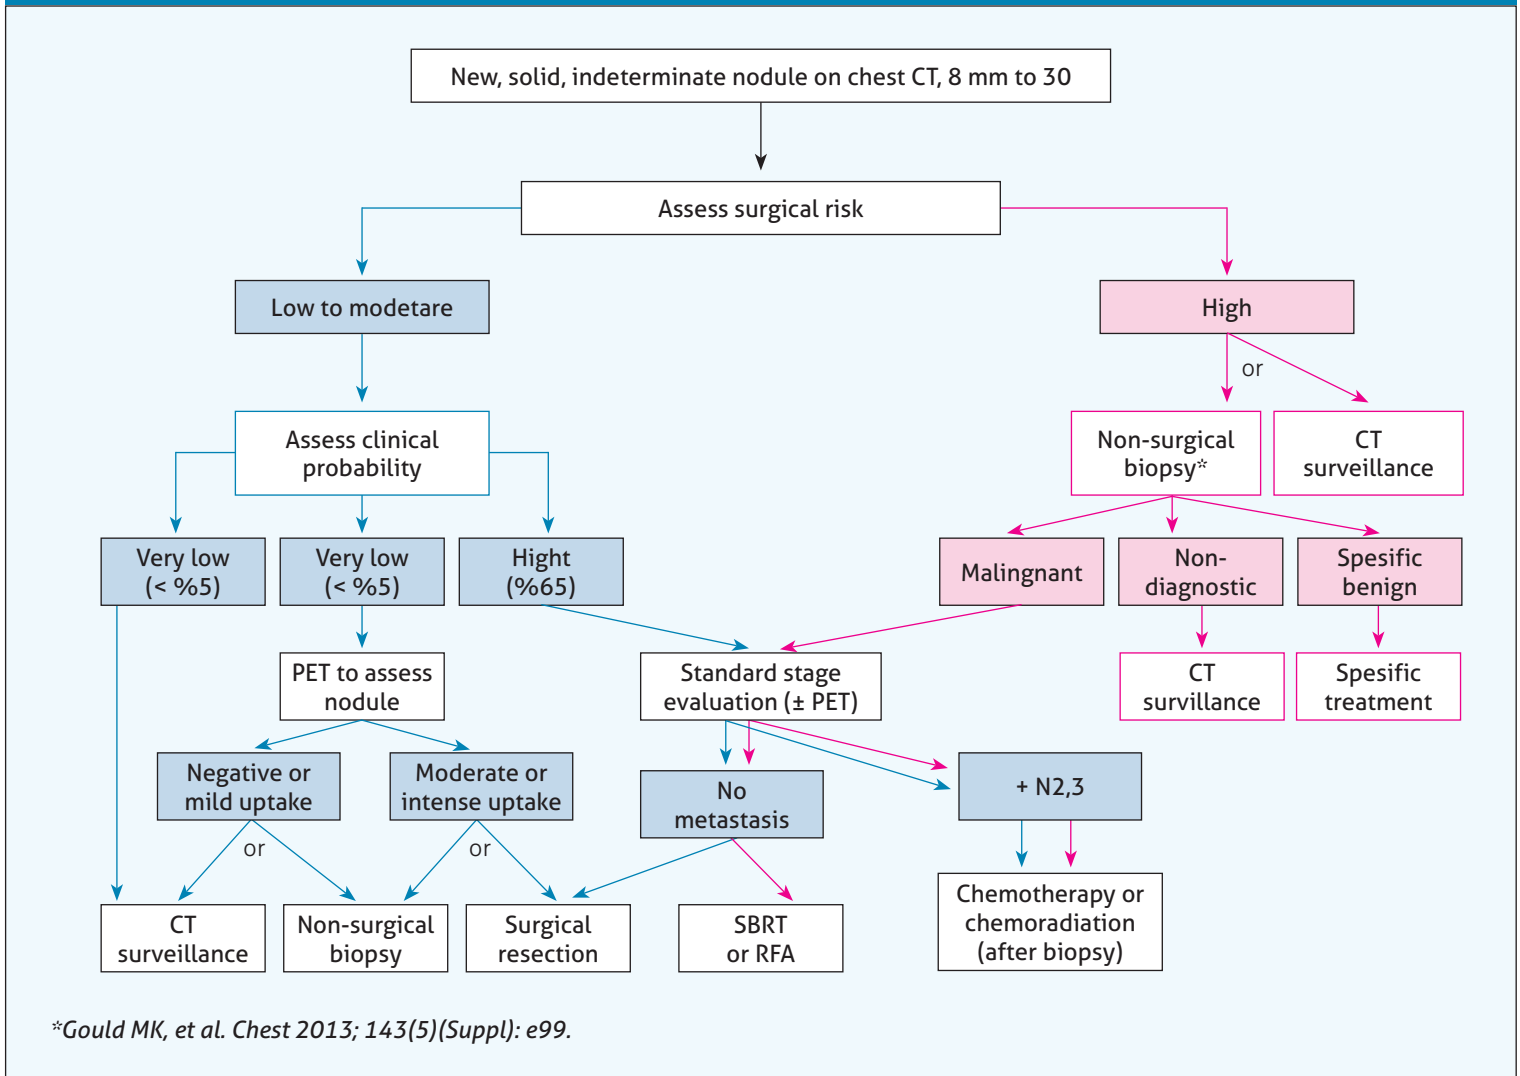 New, solid, indeterminate nodule on chest CT, 8 mm to 30
Assess surgical risk
Low to modetare
High
or
Assess clinical
probability
Non-surgical
biopsy*
CT
surveillance
Very low
(< %5)
Very low
(< %5)
Hight
(%65)
Malingnant
Non-
diagnostic
Spesific
benign
PET to assess
nodule
Standard stage
evaluation (± PET)
CT
survillance
Spesific
treatment
Negative or
mild uptake
Moderate or
intense uptake
No
metastasis
+ N2,3
or
or
CT
surveillance
Non-surgical
biopsy
Surgical
resection
SBRT
or RFA
Chemotherapy or
chemoradiation
(after biopsy)
*Gould MK, et al. Chest 2013; 143(5)(Suppl): e99.